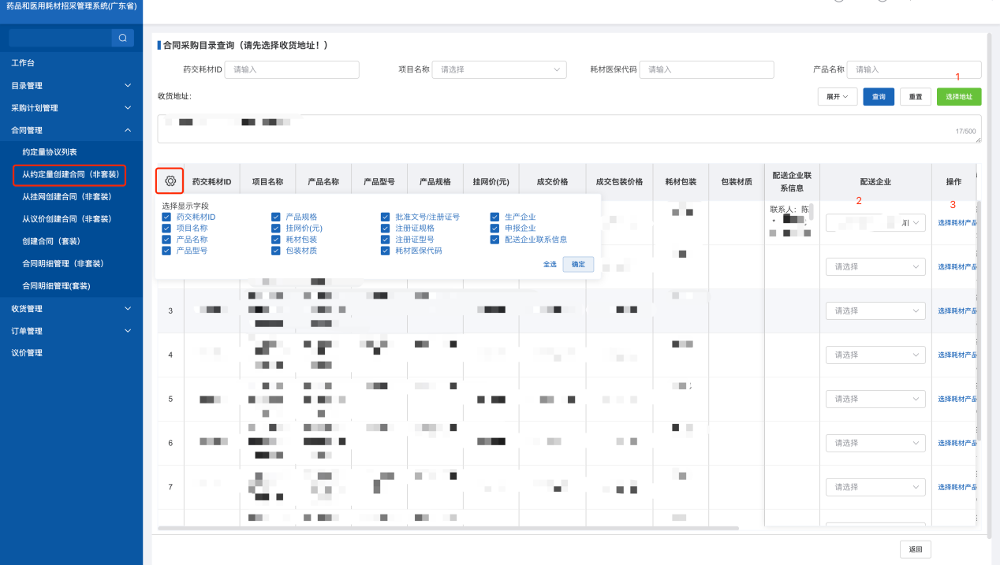 药品和医用耗材招采管理系统(广东省)
工作台
目录管理
采购计划管理
合同管理
约定量协议列表
从约定量创建合同（非套装）
从挂网创建合同（非套装）
从议价创建合同（非套装）
创建合同（套装）
合同明细管理（非套装）
合同明细管理(套装)
收货管理
订单管理
议价管理
合同采购目录查询（请先选择收货地址！）
药交耗材ID 请输入 项目名称 请选择 耗材医保代码 请输入 产品名称 请输入
1
收货地址: 展开 查询 重置 选择地址
17/500
药交耗材ID 项目名称 产品名称 产品型号 产品规格 挂网价(元) 成交价格 成交包装价格 耗材包装 包装材质 配送企业联系信息 配送企业 操作
选择显示字段
药交耗材ID 产品规格 批准文号/注册证号 生产企业
项目名称 挂网价(元) 注册证规格 申报企业
产品名称 耗材包装 注册证型号 配送企业联系信息
产品型号 包装材质 耗材医保代码
全选 确定
2 3
联系人：陈
选择耗材产品
请选择 选择耗材产品
3 请选择 选择耗材产品
4 请选择 选择耗材产品
5 请选择 选择耗材产品
6 请选择 选择耗材产品
7 请选择 选择耗材产品
返回